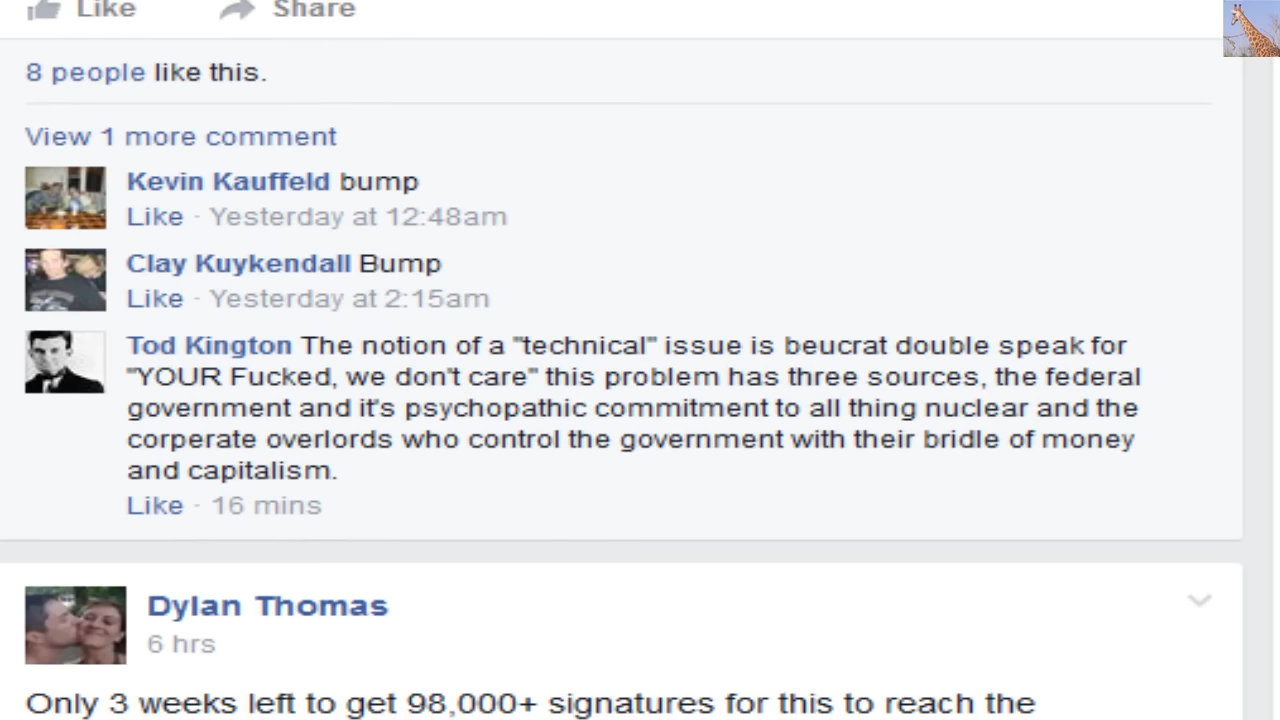 Like Share
8 people like this.
View 1 more comment
Kevin Kauffeld bump
Like · Yesterday at 12:48am
Clay Kuykendall Bump
Like · Yesterday at 2:15am
Tod Kington The notion of a "technical" issue is beucrat double speak for
"YOUR Fucked, we don't care" this problem has three sources, the federal
government and it's psychopathic commitment to all thing nuclear and the
corperate overlords who control the government with their bridle of money
and capitalism.
Like · 16 mins
Dylan Thomas
6 hrs
Only 3 weeks left to get 98,000+ signatures for this to reach the